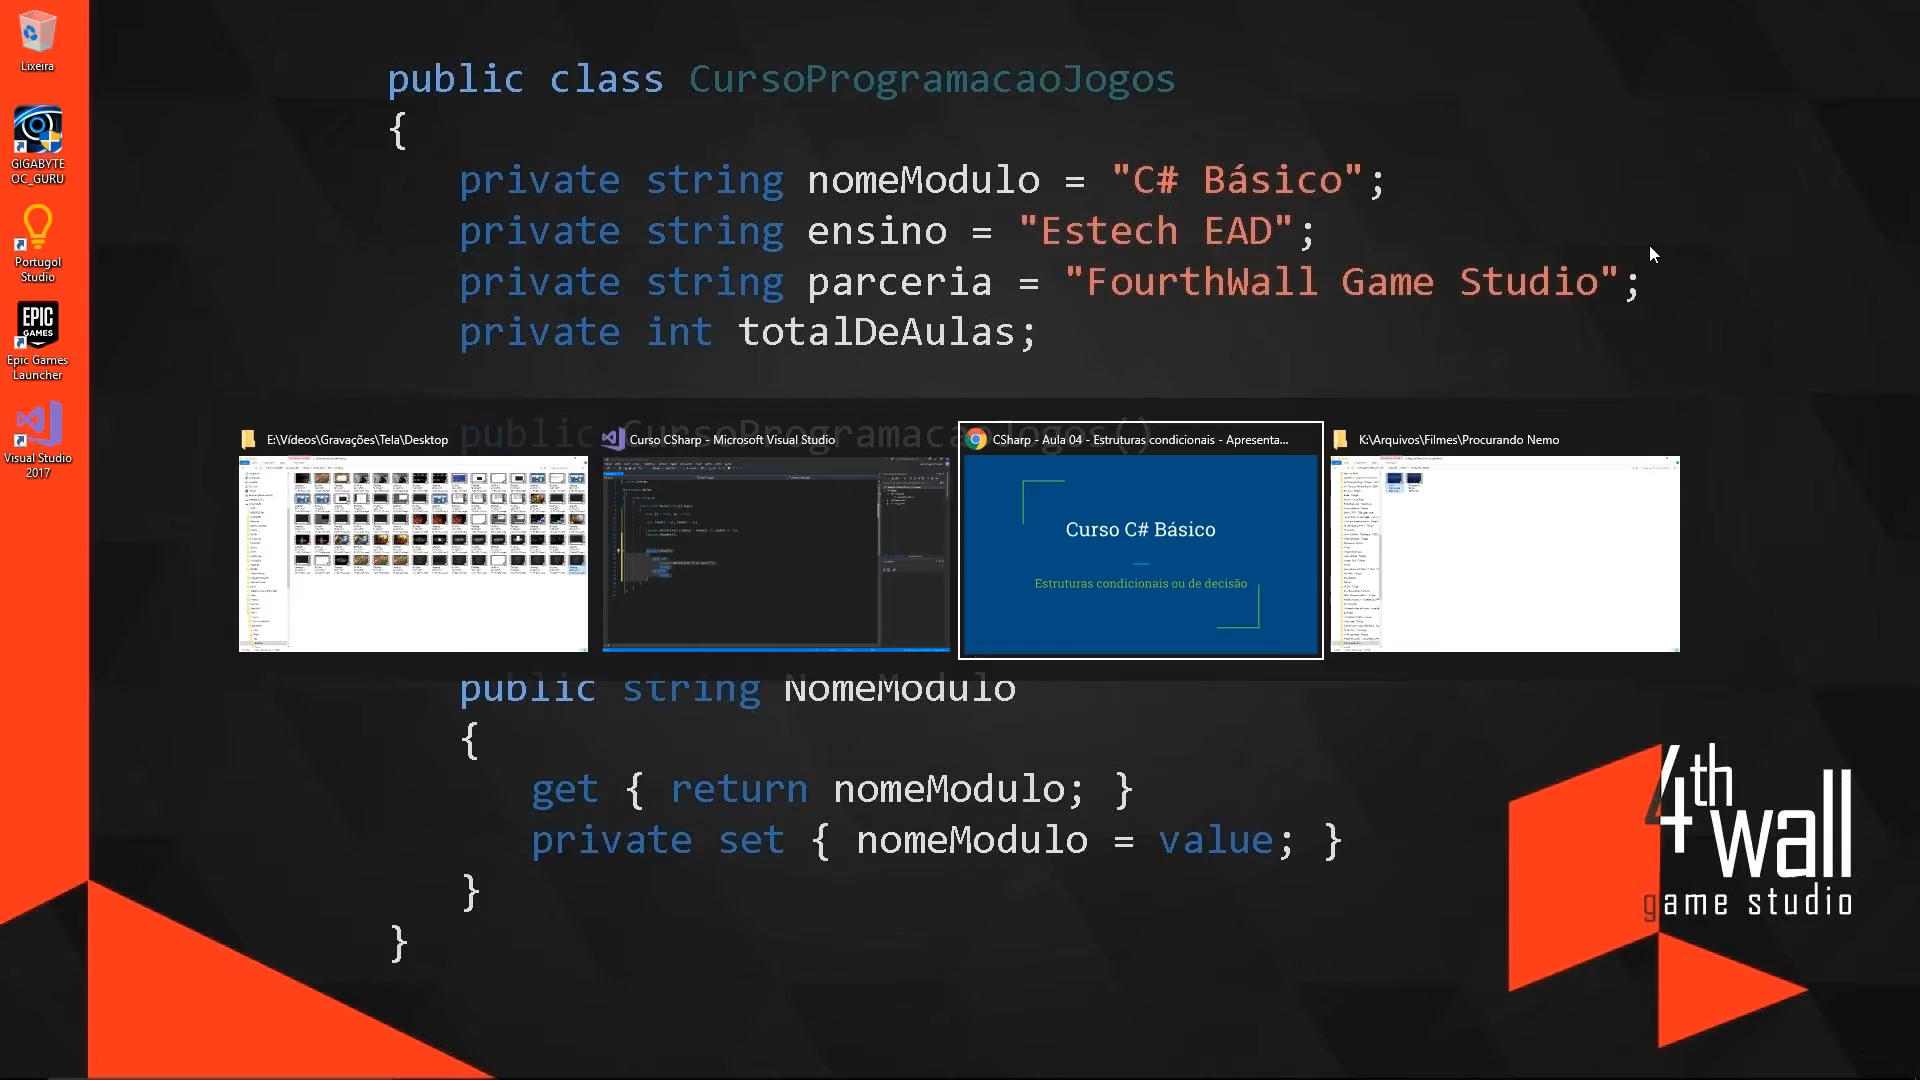 Lixeira
GIGABYTE
OC_GURU
Portugol
Studio
EPIC
GAMES
Epic Games
Launcher
Visual Studio
2017
public class CursoProgramacaoJogos
{
private string nomeModulo = "C# Básico";
private string ensino = "Estech EAD";
private string parceria = "FourthWall Game Studio";
private int totalDeAulas;
public CursoProgramacaoJogos()
E:\Vídeos\Gravações\Tela\Desktop
Curso CSharp - Microsoft Visual Studio
CSharp - Aula 04 - Estruturas condicionais - Apresenta...
K:\Arquivos\Filmes\Procurando Nemo
Curso C# Básico
Estruturas condicionais ou de decisão
public string NomeModulo
{
get { return nomeModulo; }
private set { nomeModulo = value; }
}
}
4th
wall
game studio